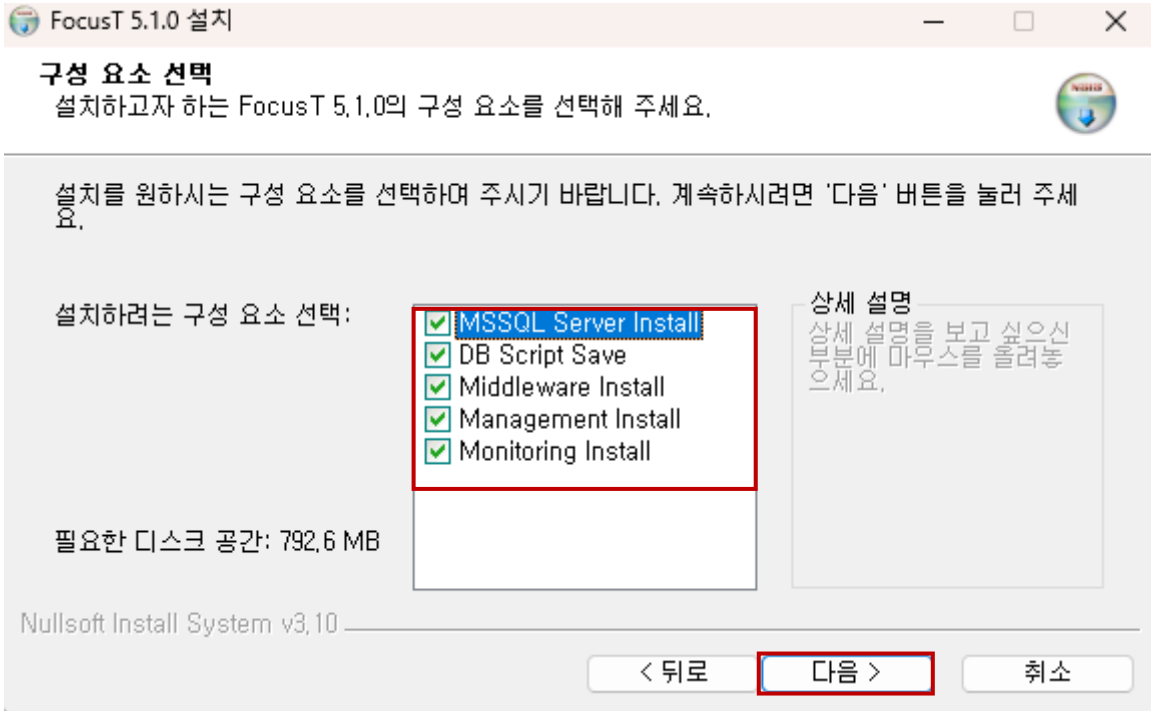 FocusT 5.1.0 설치
구성 요소 선택
설치하고자 하는 FocusT 5.1.0의 구성 요소를 선택해 주세요.
설치를 원하시는 구성 요소를 선택하여 주시기 바랍니다. 계속하시려면 '다음' 버튼을 눌러 주세
요.
설치하려는 구성 요소 선택:
MSSQL Server Install
DB Script Save
Middleware Install
Management Install
Monitoring Install
상세 설명
상세 설명을 보고 싶으신
부분에 마우스를 올려놓
으세요.
필요한 디스크 공간: 792.6 MB
Nullsoft Install System v3.10
< 뒤로
다음 >
취소